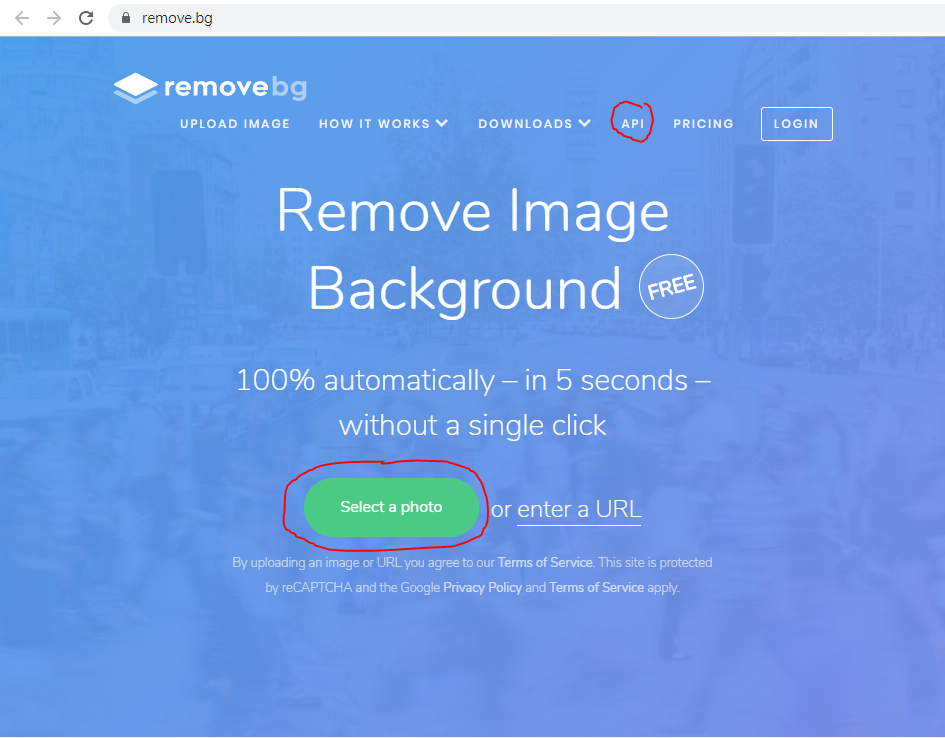 remove.bg
removebg
UPLOAD IMAGE HOW IT WORKS DOWNLOADS API PRICING LOGIN
Remove Image
Background FREE
100% automatically – in 5 seconds –
without a single click
Select a photo or enter a URL
By uploading an image or URL you agree to our Terms of Service. This site is protected
by reCAPTCHA and the Google Privacy Policy and Terms of Service apply.